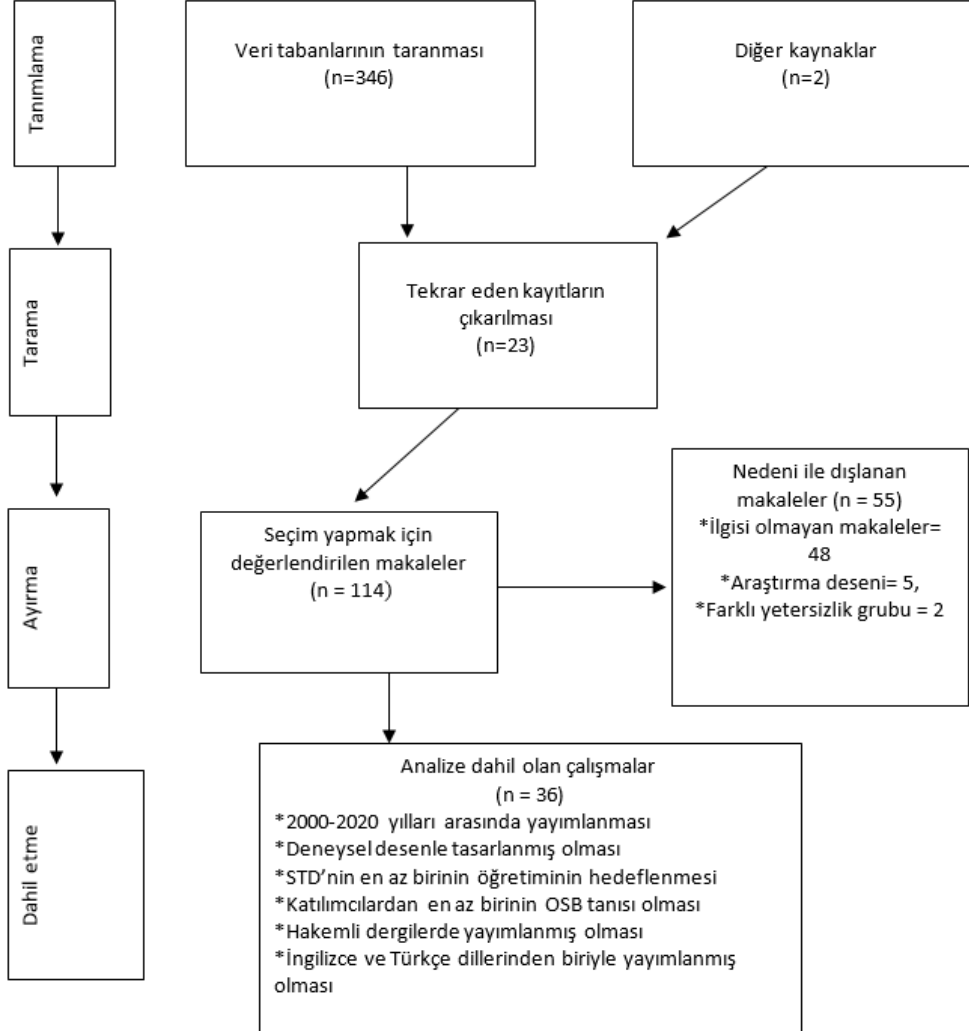 Tanımlama
Veri tabanlarının taranması
(n=346)
Diğer kaynaklar
(n=2)
Tarama
Tekrar eden kayıtların
çıkarılması
(n=23)
Ayırma
Seçim yapmak için
değerlendirilen makaleler
(n = 114)
Nedeni ile dışlanan
makaleler (n = 55)
*İlgisi olmayan makaleler=
48
*Araştırma deseni= 5,
*Farklı yetersizlik grubu = 2
Dahil etme
Analize dahil olan çalışmalar
(n = 36)
*2000-2020 yılları arasında yayımlanması
*Deneysel desenle tasarlanmış olması
*STD’nin en az birinin öğretiminin hedeflenmesi
*Katılımcılardan en az birinin OSB tanısı olması
*Hakemli dergilerde yayımlanmış olması
*İngilizce ve Türkçe dillerinden biriyle yayımlanmış
olması